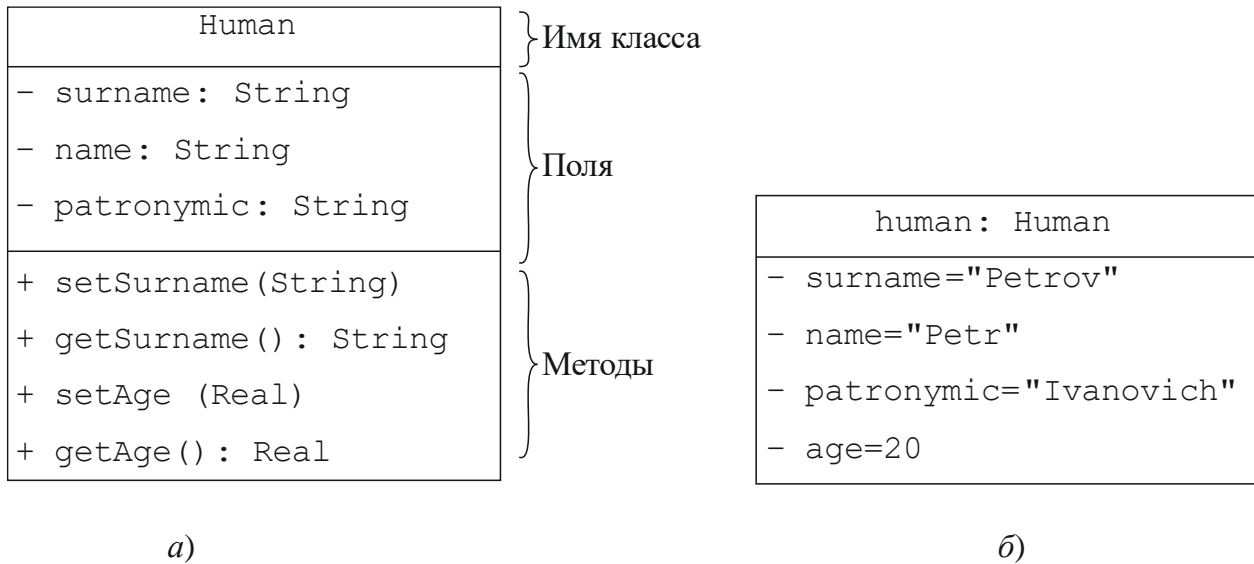 Human
Имя класса
- surname: String
- name: String
- patronymic: String
Поля
+ setSurname(String)
+ getSurname(): String
+ setAge (Real)
+ getAge(): Real
Методы
а)
human: Human
- surname="Petrov"
- name="Petr"
- patronymic="Ivanovich"
- age=20
б)